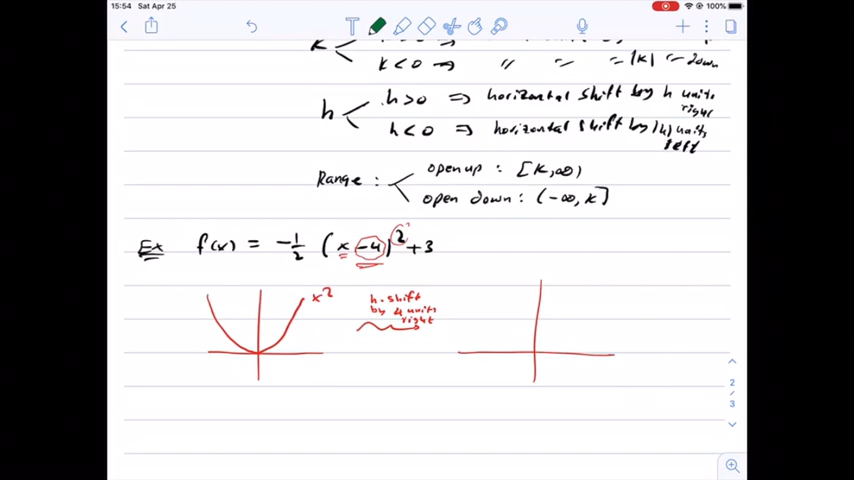 15:54 Sat Apr 25
100%
K
K < 0 ⇒ " " " |K| " down
h > 0 ⇒ horizontal shift by h units right
h
h < 0 ⇒ horizontal shift by |h| units left
Range : open up : [K, ∞)
open down : (-∞, K]
Ex f(x) = -1/2 (x - 4)^2 + 3
x^2
h. shift
by 4 units
right
2
3